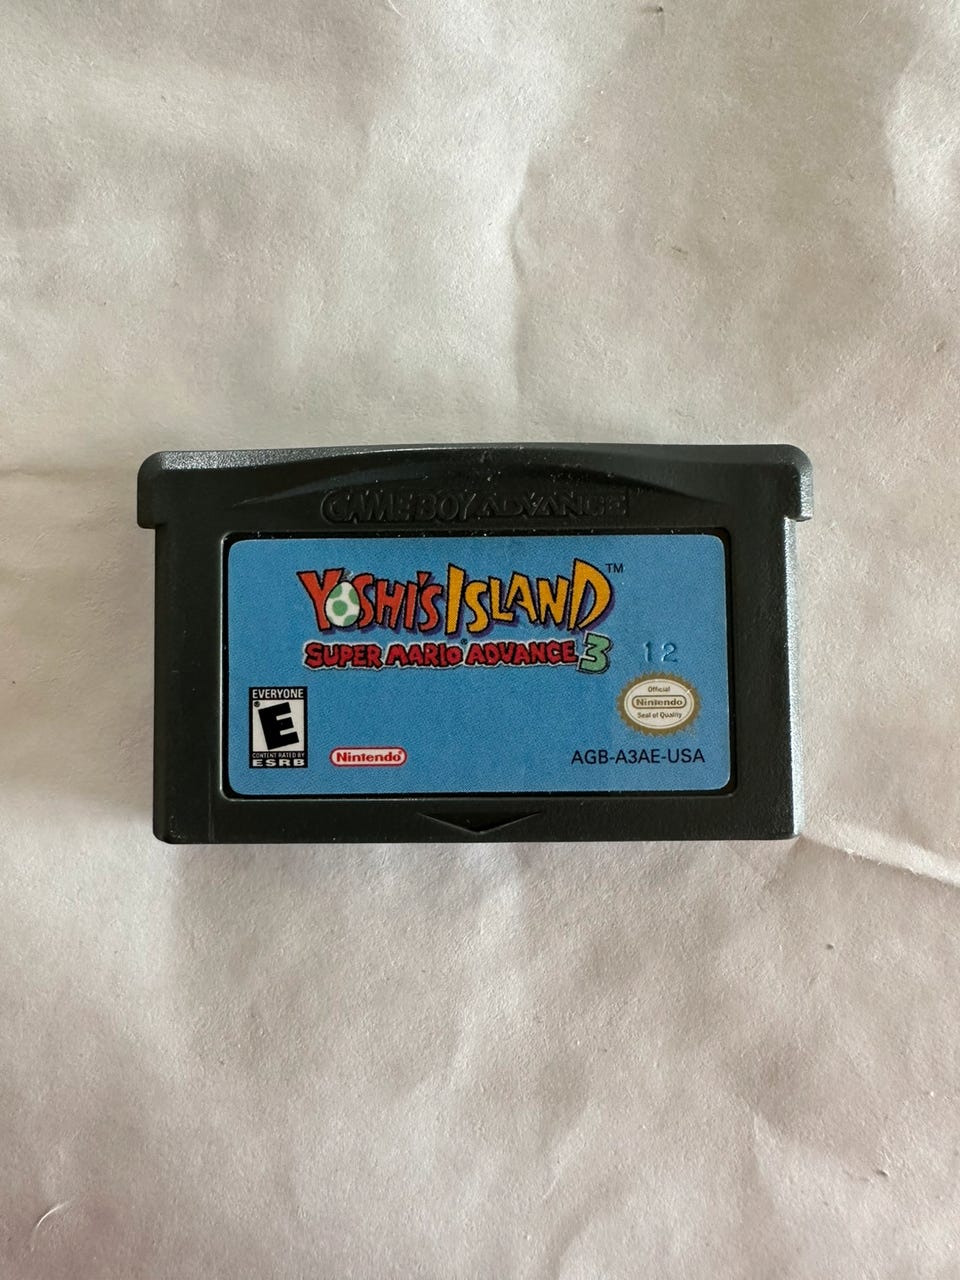 GAME BOY ADVANCE
YOSHI'S ISLAND™
SUPER MARIO® ADVANCE 3
12
EVERYONE
E
CONTENT RATED BY
ESRB
Nintendo®
Official
Nintendo
Seal of Quality
AGB-A3AE-USA